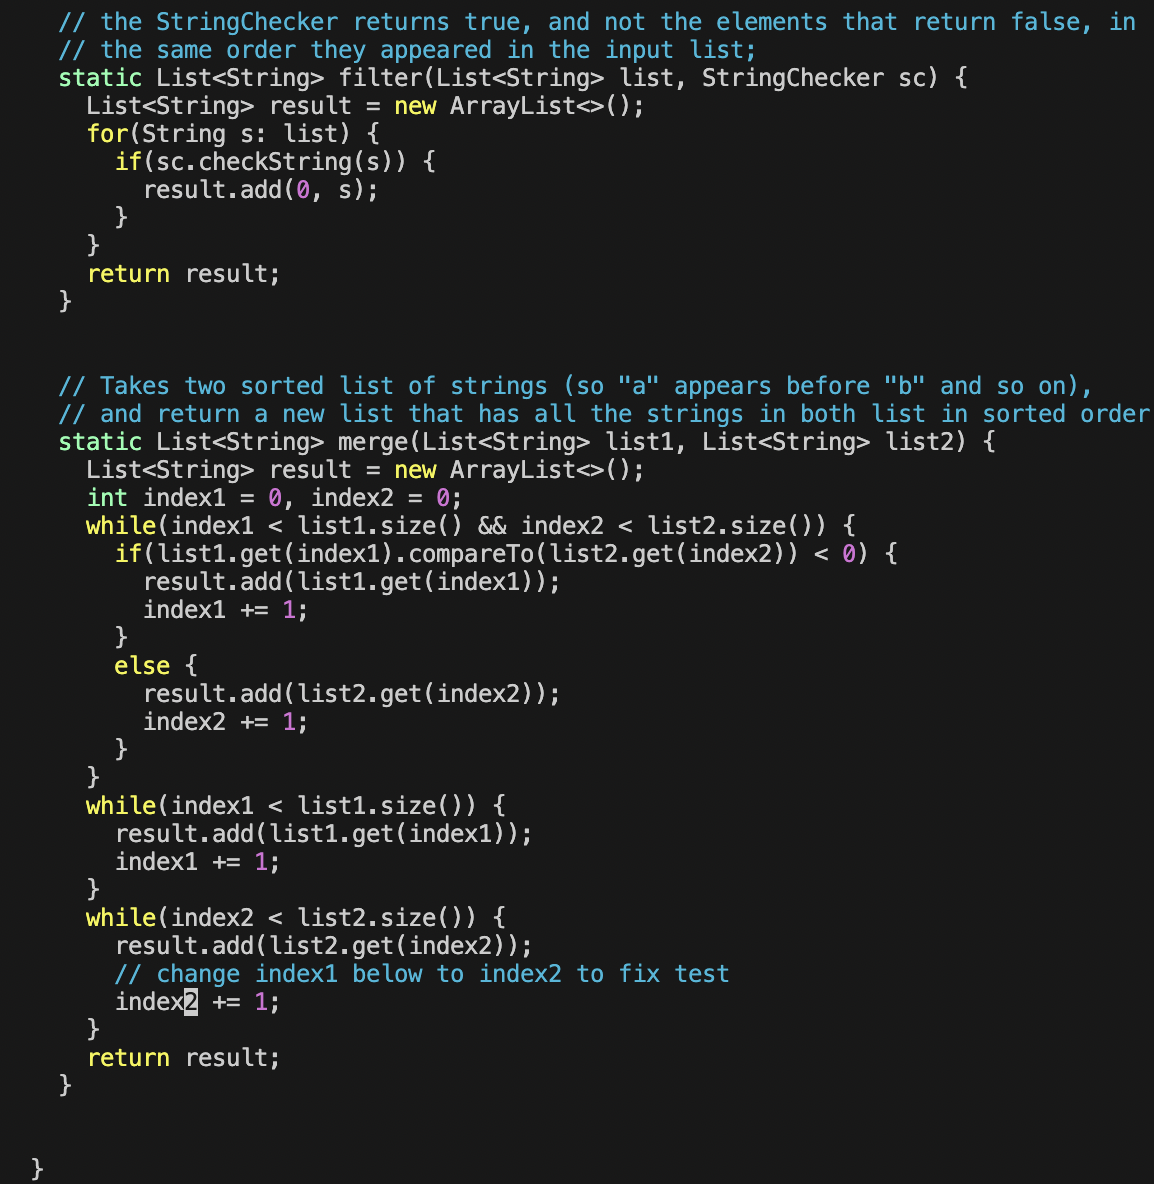 // the StringChecker returns true, and not the elements that return false, in
// the same order they appeared in the input list;
static List<String> filter(List<String> list, StringChecker sc) {
  List<String> result = new ArrayList<>();
  for(String s: list) {
    if(sc.checkString(s)) {
      result.add(0, s);
    }
  }
  return result;
}
// Takes two sorted list of strings (so "a" appears before "b" and so on),
// and return a new list that has all the strings in both list in sorted order
static List<String> merge(List<String> list1, List<String> list2) {
  List<String> result = new ArrayList<>();
  int index1 = 0, index2 = 0;
  while(index1 < list1.size() && index2 < list2.size()) {
    if(list1.get(index1).compareTo(list2.get(index2)) < 0) {
      result.add(list1.get(index1));
      index1 += 1;
    }
    else {
      result.add(list2.get(index2));
      index2 += 1;
    }
  }
  while(index1 < list1.size()) {
    result.add(list1.get(index1));
    index1 += 1;
  }
  while(index2 < list2.size()) {
    result.add(list2.get(index2));
    // change index1 below to index2 to fix test
    index2 += 1;
  }
  return result;
}
}